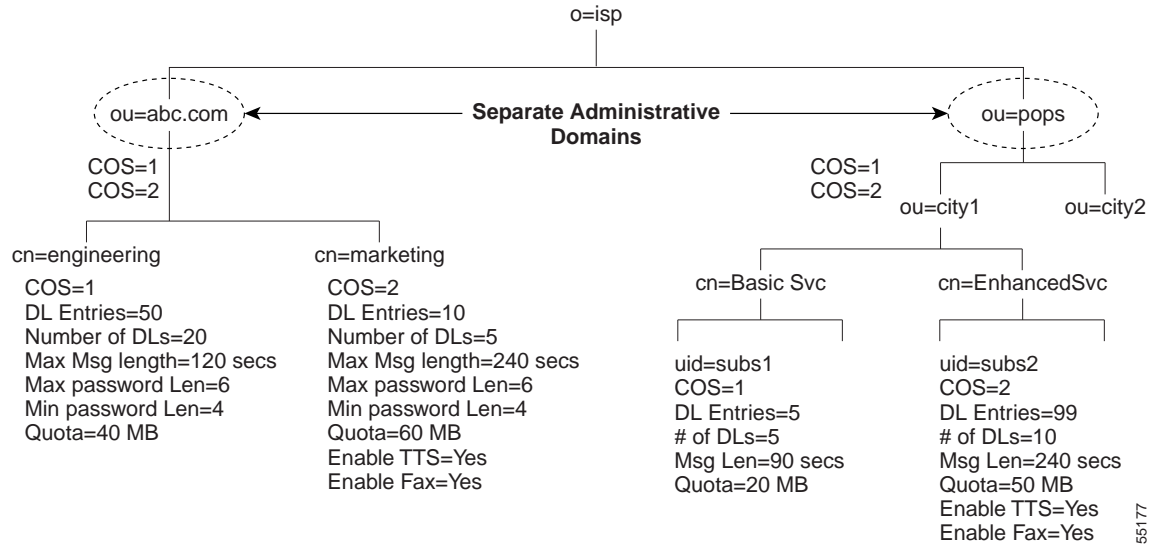 o=isp
ou=abc.com
Separate Administrative
Domains
ou=pops
COS=1
COS=2
COS=1
COS=2
ou=city1
ou=city2
cn=engineering
COS=1
DL Entries=50
Number of DLs=20
Max Msg length=120 secs
Max password Len=6
Min password Len=4
Quota=40 MB
cn=marketing
COS=2
DL Entries=10
Number of DLs=5
Max Msg length=240 secs
Max password Len=6
Min password Len=4
Quota=60 MB
Enable TTS=Yes
Enable Fax=Yes
cn=Basic Svc
cn=EnhancedSvc
uid=subs1
COS=1
DL Entries=5
# of DLs=5
Msg Len=90 secs
Quota=20 MB
uid=subs2
COS=2
DL Entries=99
# of DLs=10
Msg Len=240 secs
Quota=50 MB
Enable TTS=Yes
Enable Fax=Yes
55177